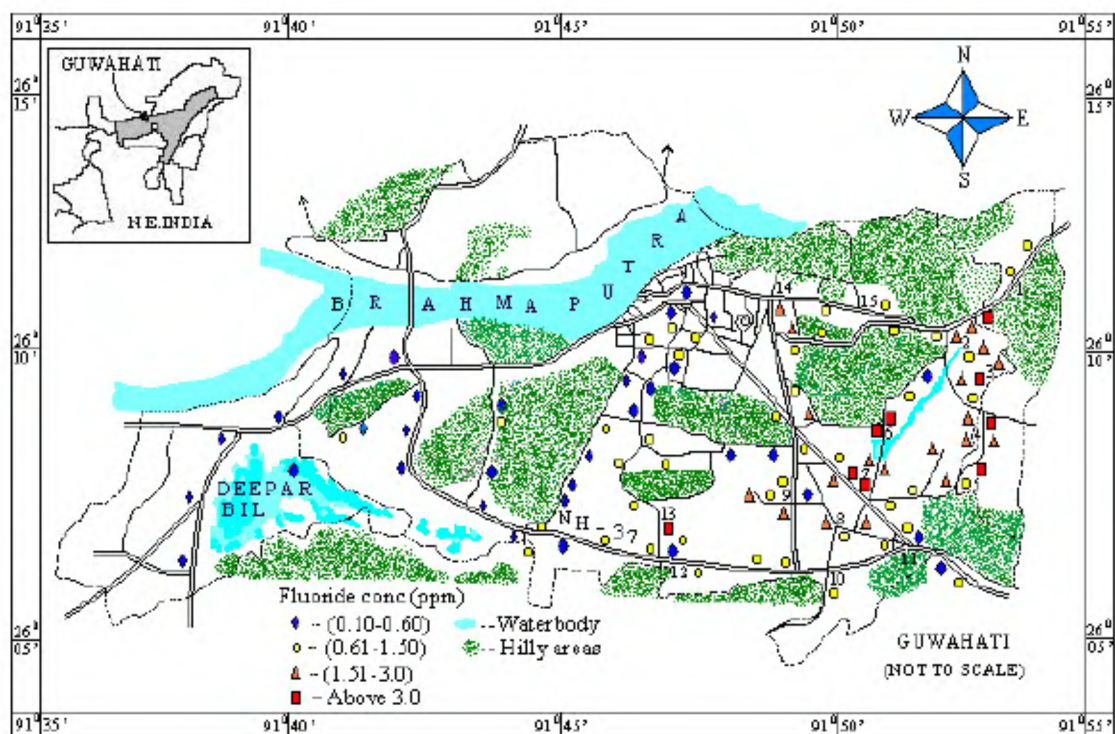 91° 35' 91° 40' 91° 45' 91° 50' 91° 55'
26° 15'
26° 15'
GUWAHATI
N.E.INDIA
N
W E
S
BRAHMAPUTRA
26° 10'
26° 10'
14
15
1
2
3
4
6
7
9
8
13
DEEPAR
BIL
NH-37
11
12
10
26° 05'
26° 05'
Fluoride conc (ppm)
- (0.10-0.60)
- (0.61-1.50)
- (1.51-3.0)
- Above 3.0
-- Waterbody
-- Hilly areas
GUWAHATI
(NOT TO SCALE)
91° 35' 91° 40' 91° 45' 91° 50' 91° 55'